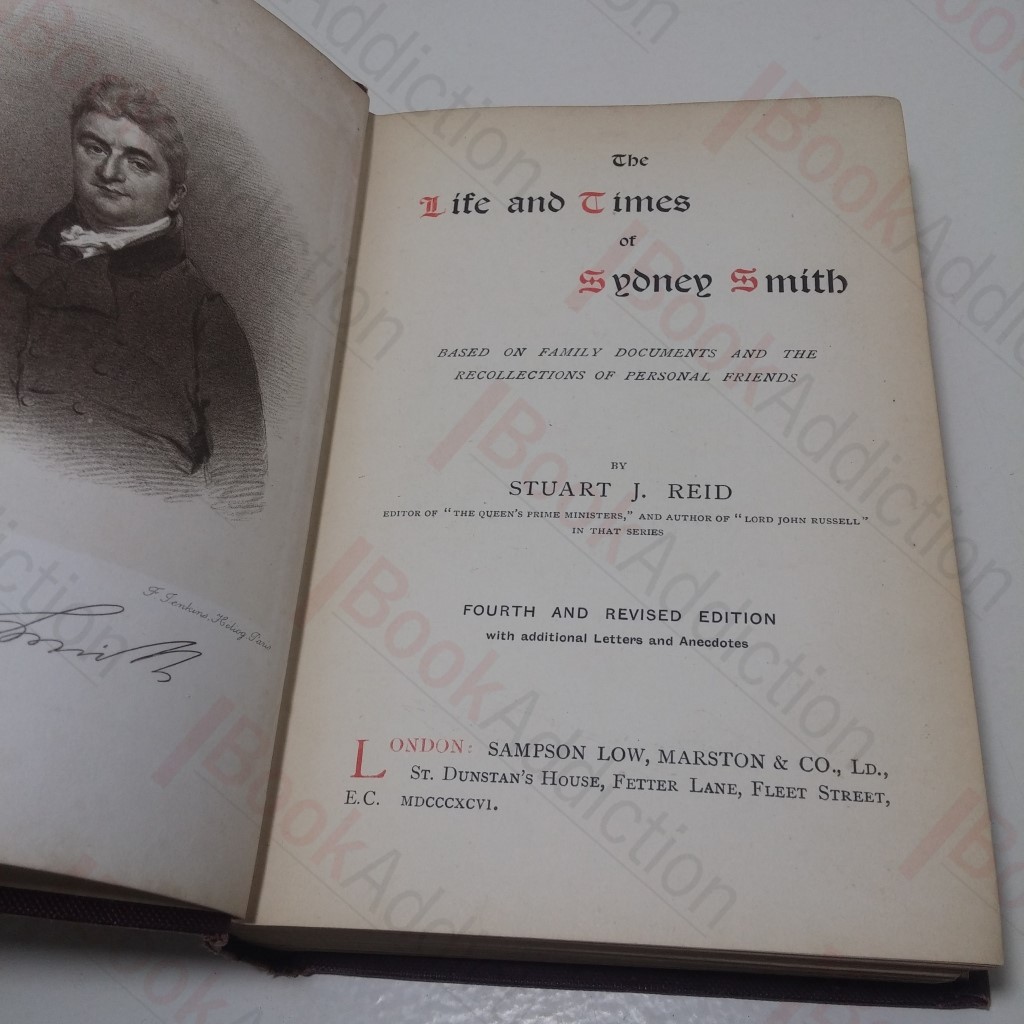 F. Jenkins, Heliog Paris
The
Life and Times
of
Sydney Smith
BASED ON FAMILY DOCUMENTS AND THE
RECOLLECTIONS OF PERSONAL FRIENDS
BY
STUART J. REID
EDITOR OF "THE QUEEN'S PRIME MINISTERS," AND AUTHOR OF "LORD JOHN RUSSELL"
IN THAT SERIES
FOURTH AND REVISED EDITION
with additional Letters and Anecdotes
LONDON: SAMPSON LOW, MARSTON & CO., LD.,
ST. DUNSTAN'S HOUSE, FETTER LANE, FLEET STREET,
E.C. MDCCCXCVI.
BookAddiction